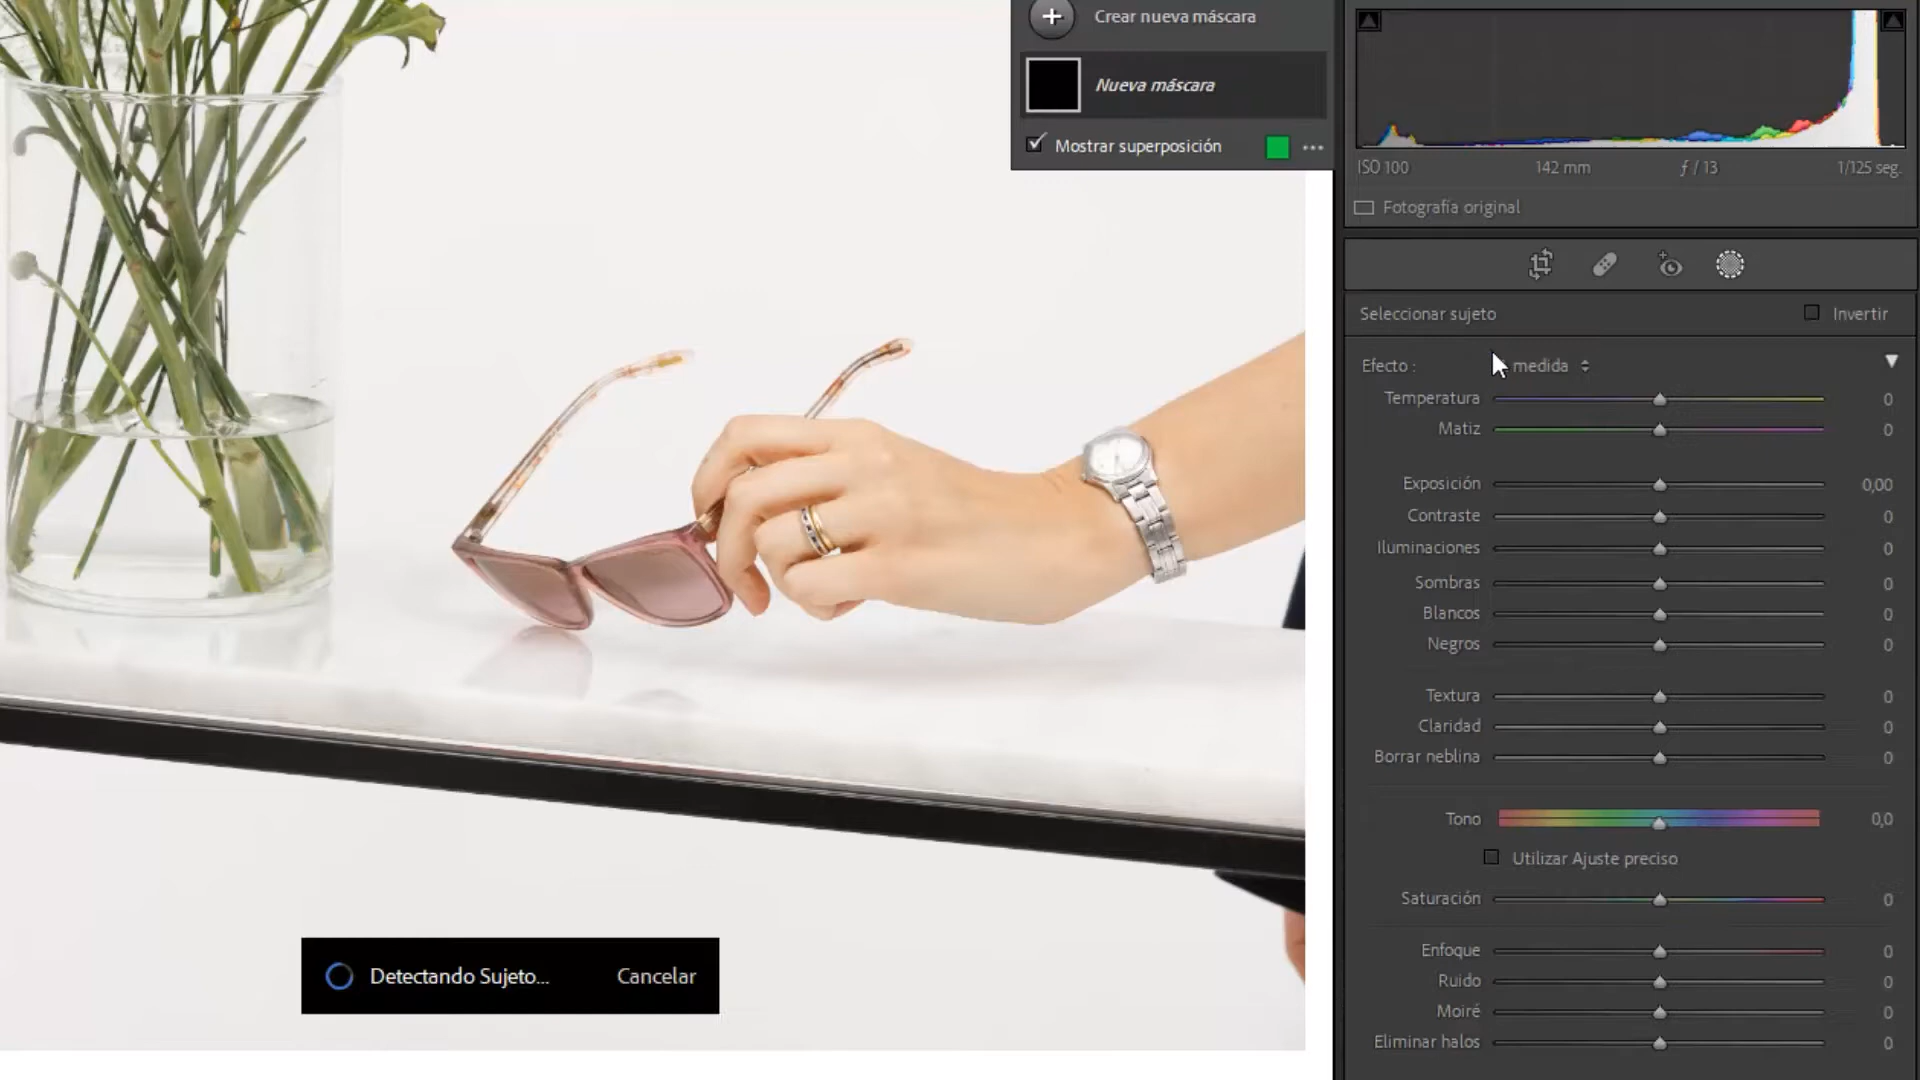 Crear nueva máscara
Nueva máscara
Mostrar superposición
ISO 100 142 mm ƒ / 13 1/125 seg.
Fotografía original
Seleccionar sujeto Invertir
Efecto : medida
Temperatura 0
Matiz 0
Exposición 0,00
Contraste 0
Iluminaciones 0
Sombras 0
Blancos 0
Negros 0
Textura 0
Claridad 0
Borrar neblina 0
Tono 0,0
Utilizar Ajuste preciso
Saturación 0
Enfoque 0
Ruido 0
Moiré 0
Eliminar halos 0
Detectando Sujeto... Cancelar